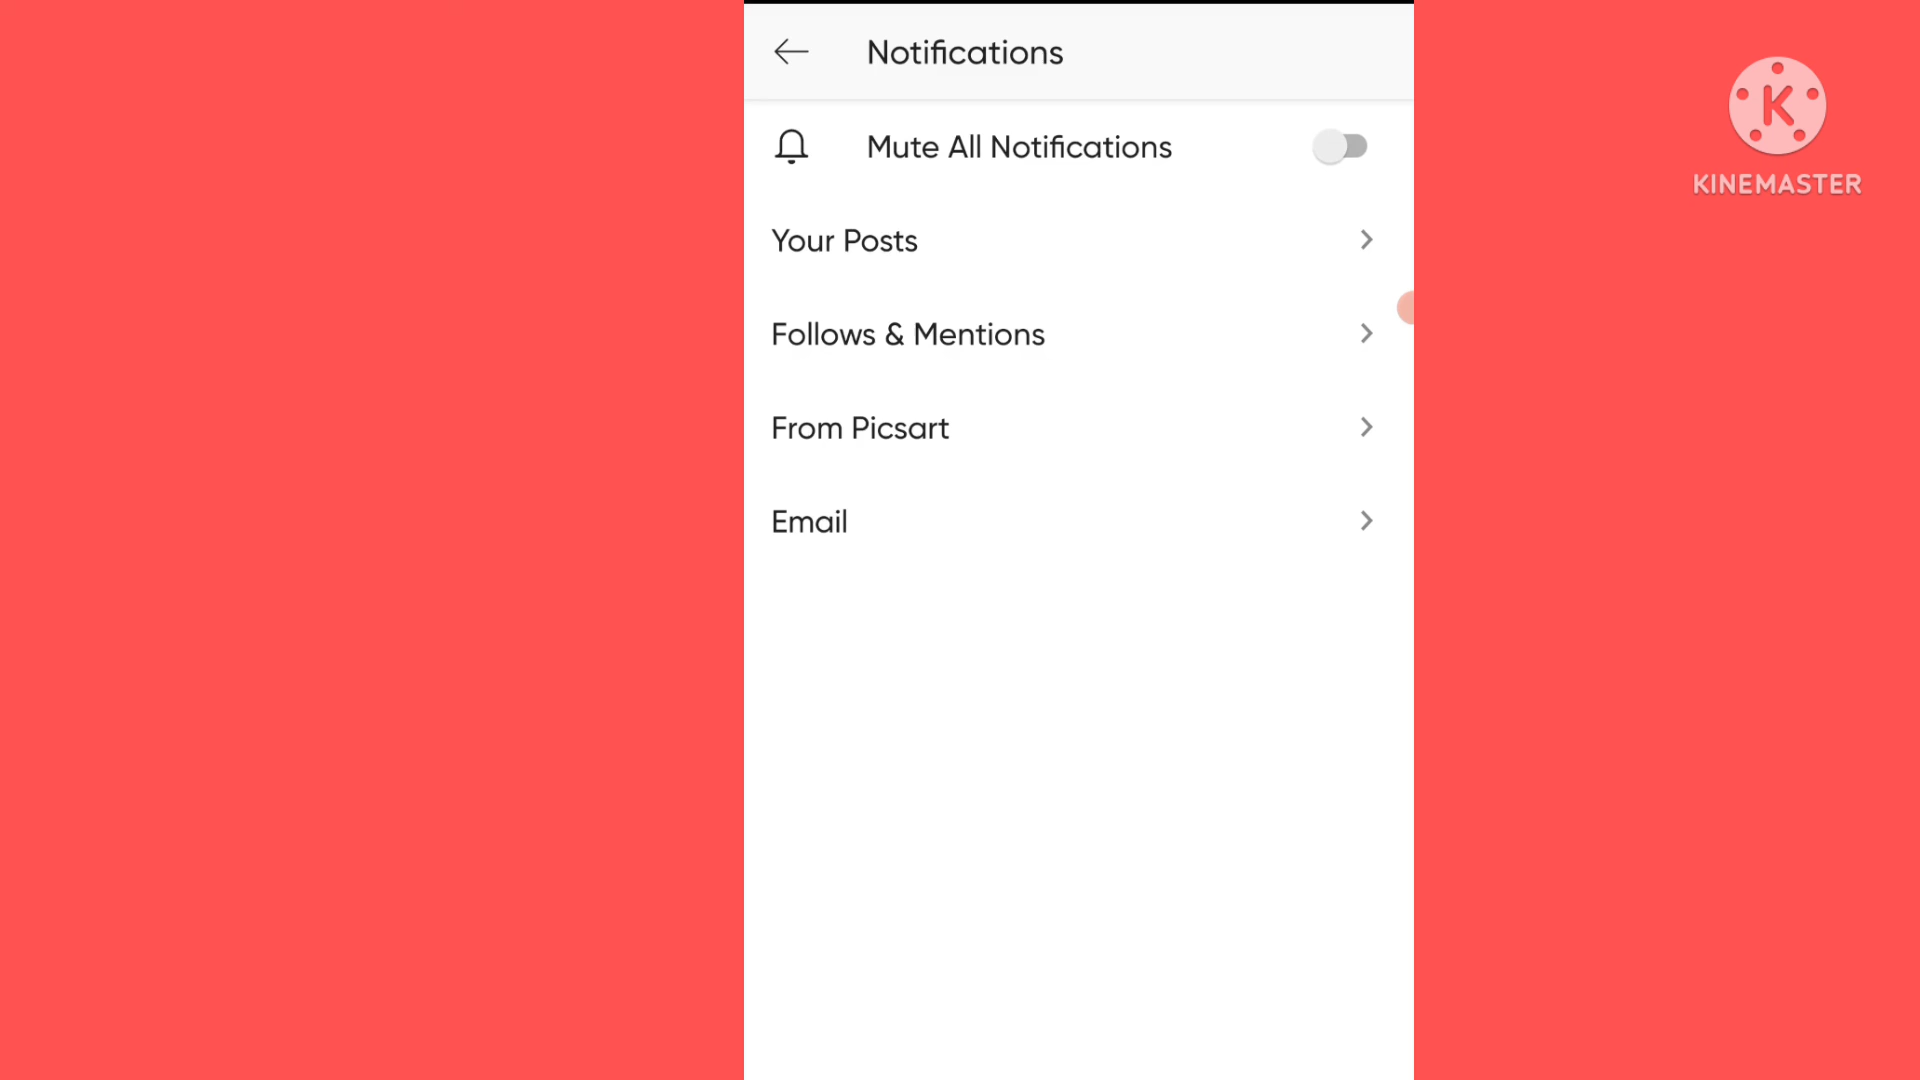 Notifications
K
KINEMASTER
Mute All Notifications
Your Posts
Follows & Mentions
From Picsart
Email